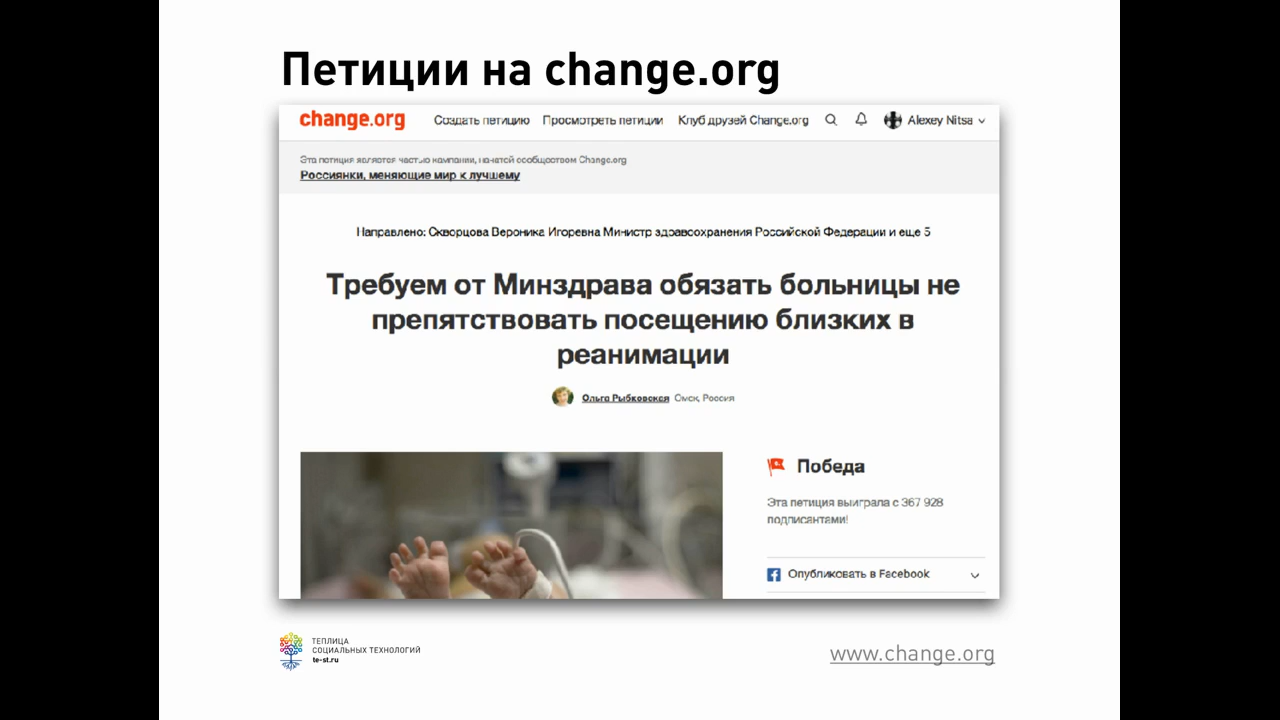 Петиции на change.org
change.org Создать петицию Просмотреть петиции Клуб друзей Change.org Alexey Nitsa
Эта петиция является частью кампании, начатой сообществом Change.org
Россиянки, меняющие мир к лучшему
Направлено: Скворцова Вероника Игоревна Министр здравоохранения Российской Федерации и еще 5
Требуем от Минздрава обязать больницы не
препятствовать посещению близких в
реанимации
Ольга Рыбковская Омск, Россия
Победа
Эта петиция выиграла с 367 928
подписантами!
Опубликовать в Facebook
ТЕПЛИЦА
СОЦИАЛЬНЫХ ТЕХНОЛОГИЙ
te-st.ru
www.change.org